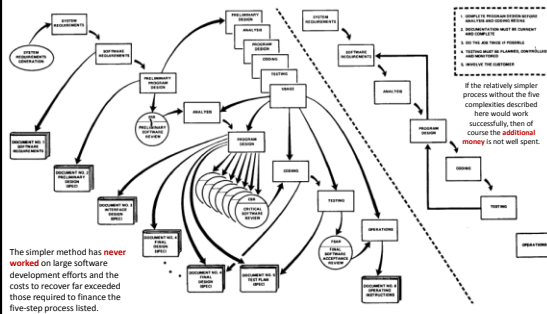 PRELIMINARY
DESIGN
ANALYSIS
PROGRAM
DESIGN
CODING
TESTING
USAGE
SYSTEM
REQUIREMENTS
SYSTEM
REQUIREMENTS
GENERATION
SOFTWARE
REQUIREMENTS
PRELIMINARY
PROGRAM
DESIGN
PRELIMINARY
SOFTWARE
REVIEW
ANALYSIS
PROGRAM
DESIGN
CODING
TESTING
OPERATIONS
CRITICAL
SOFTWARE
REVIEW
FSAR
FINAL
SOFTWARE
ACCEPTANCE
REVIEW
DOCUMENT NO. 1
SOFTWARE
REQUIREMENTS
DOCUMENT NO. 2
PRELIMINARY
DESIGN
(SPEC)
DOCUMENT NO. 3
INTERFACE
DESIGN
(SPEC)
DOCUMENT NO. 4
FINAL
DESIGN
(SPEC)
DOCUMENT NO. 4
FINAL
DESIGN
(SPEC)
DOCUMENT NO. 5
TEST PLAN
(SPEC)
DOCUMENT NO. 6
OPERATING
INSTRUCTIONS
The simpler method has never
worked on large software
development efforts and the
costs to recover far exceeded
those required to finance the
five-step process listed.
SYSTEM
REQUIREMENTS
SOFTWARE
REQUIREMENTS
ANALYSIS
PROGRAM
DESIGN
CODING
TESTING
OPERATIONS
1. COMPLETE PROGRAM DESIGN BEFORE
ANALYSIS AND CODING BEGINS
2. DOCUMENTATION MUST BE CURRENT
AND COMPLETE
3. DO THE JOB TWICE IF POSSIBLE
4. TESTING MUST BE PLANNED, CONTROLLED
AND MONITORED
5. INVOLVE THE CUSTOMER
If the relatively simpler
process without the five
complexities described
here would work
successfully, then of
course the additional
money is not well spent.